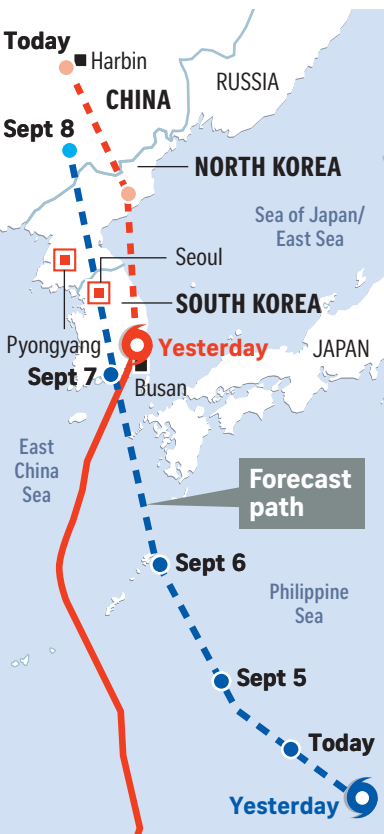 Today
Harbin
RUSSIA
CHINA
Sept 8
NORTH KOREA
Sea of Japan/
East Sea
Seoul
SOUTH KOREA
Pyongyang
Yesterday
JAPAN
Sept 7
Busan
East
China
Sea
Forecast
path
Sept 6
Philippine
Sea
Sept 5
Today
Yesterday